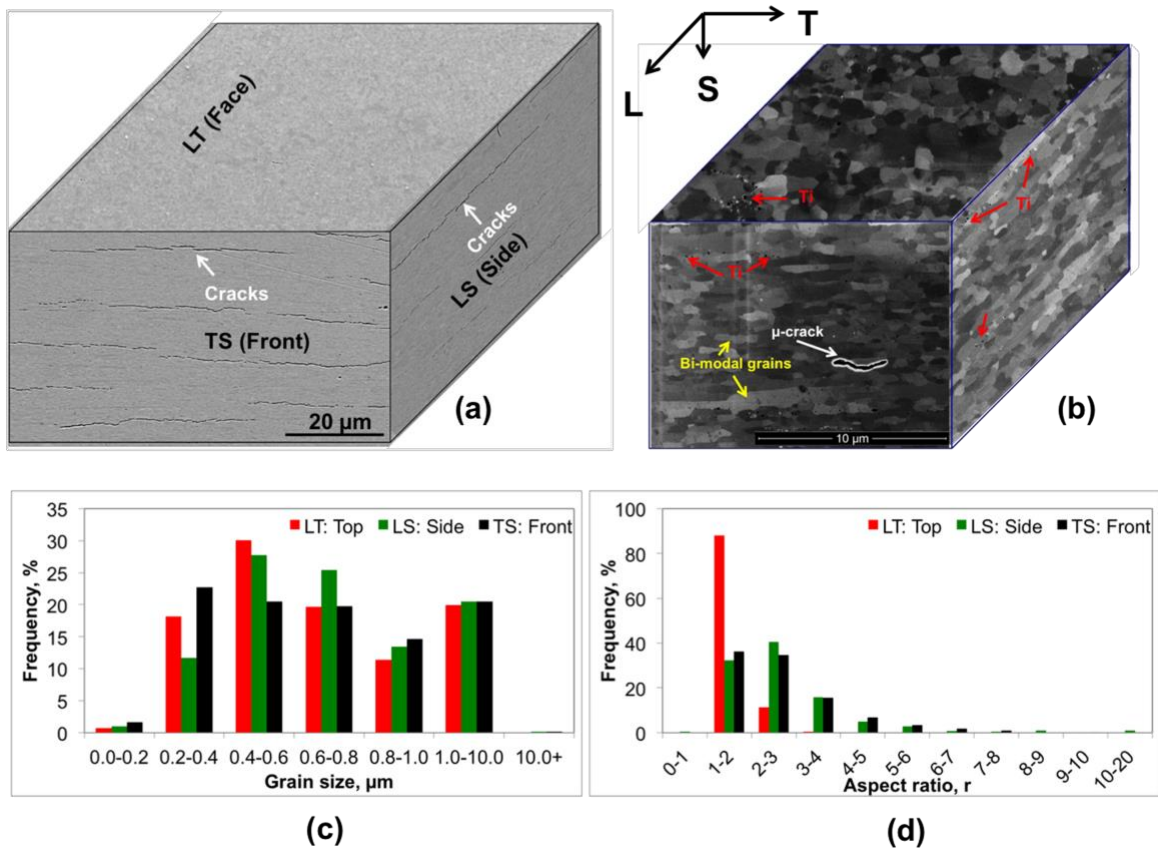 LT (Face)
Cracks
Cracks
LS (Side)
TS (Front)
20 µm
(a)
S
T
L
Ti
Ti
Ti
µ-crack
Bi-modal grains
10 µm
(b)
35
30
25
20
15
10
5
0
Frequency, %
LT: Top LS: Side TS: Front
0.0-0.2 0.2-0.4 0.4-0.6 0.6-0.8 0.8-1.0 1.0-10.0 10.0+
Grain size, µm
(c)
100
80
60
40
20
0
Frequency, %
LT: Top LS: Side TS: Front
0-1 1-2 2-3 3-4 4-5 5-6 6-7 7-8 8-9 9-10 10-20
Aspect ratio, r
(d)